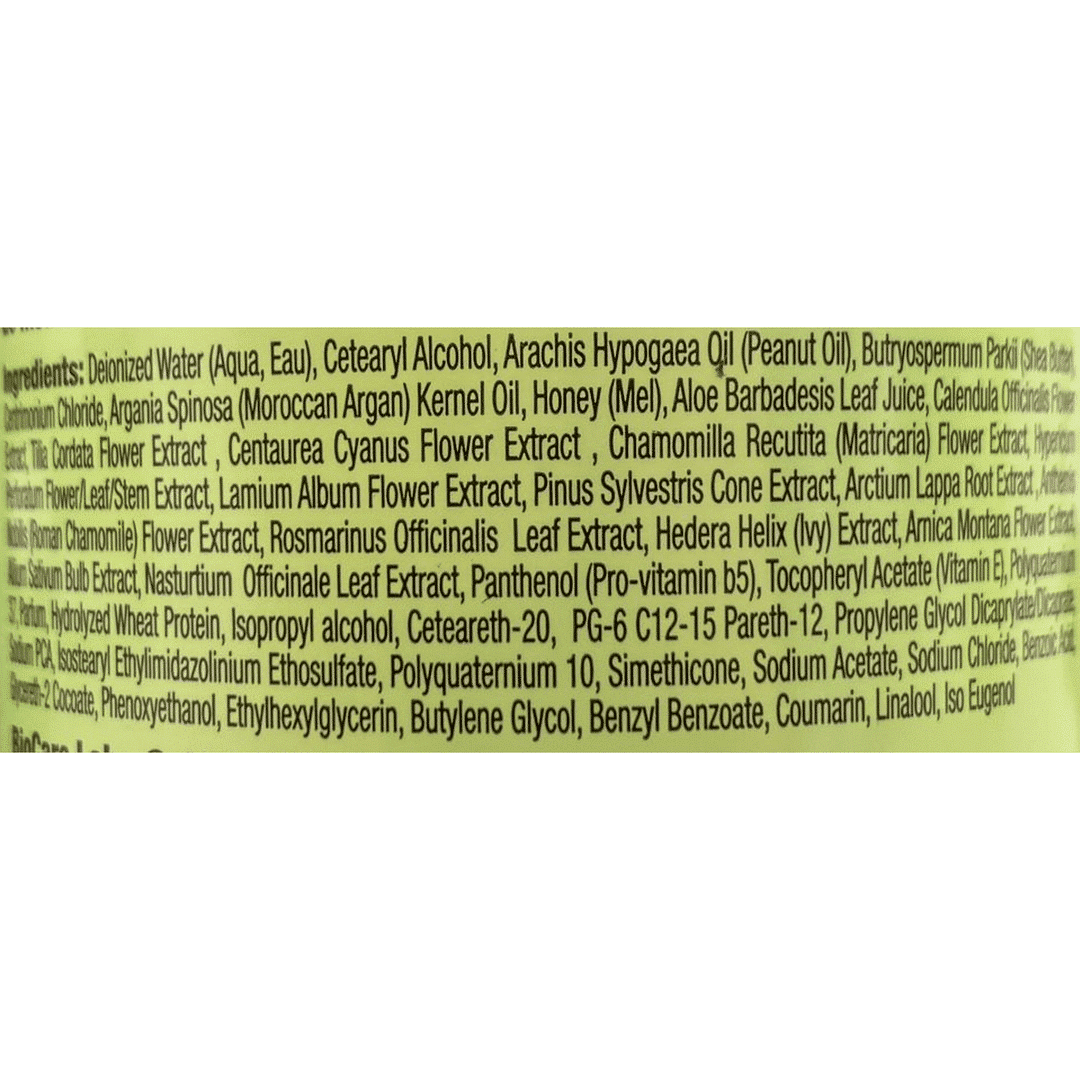 Ingredients: Deionized Water (Aqua, Eau), Cetearyl Alcohol, Arachis Hypogaea Oil (Peanut Oil), Butryospermum Parkii (Shea Butter),
Chloride, Argania Spinosa (Moroccan Argan) Kernel Oil, Honey (Mel), Aloe Barbadesis Leaf Juice, Calendula Officinalis Flower
Extract, Tilia Cordata Flower Extract , Centaurea Cyanus Flower Extract , Chamomilla Recutita (Matricaria) Flower Extract, Hypericum
Perforatum Flower/Leaf/Stem Extract, Lamium Album Flower Extract, Pinus Sylvestris Cone Extract, Arctium Lappa Root Extract , Anthemis
Nobilis (Roman Chamomile) Flower Extract, Rosmarinus Officinalis Leaf Extract, Hedera Helix (Ivy) Extract, Arnica Montana Flower Extract,
Allium Sativum Bulb Extract, Nasturtium Officinale Leaf Extract, Panthenol (Pro-vitamin b5), Tocopheryl Acetate (Vitamin E), Polyquaternium
37, Parfum, Hydrolyzed Wheat Protein, Isopropyl alcohol, Ceteareth-20, PG-6 C12-15 Pareth-12, Propylene Glycol Dicaprylate/Dicaprate,
Sodium PCA, Isostearyl Ethylimidazolinium Ethosulfate, Polyquaternium 10, Simethicone, Sodium Acetate, Sodium Chloride, Benzoic Acid,
Glycereth-2 Cocoate, Phenoxyethanol, Ethylhexylglycerin, Butylene Glycol, Benzyl Benzoate, Coumarin, Linalool, Iso Eugenol